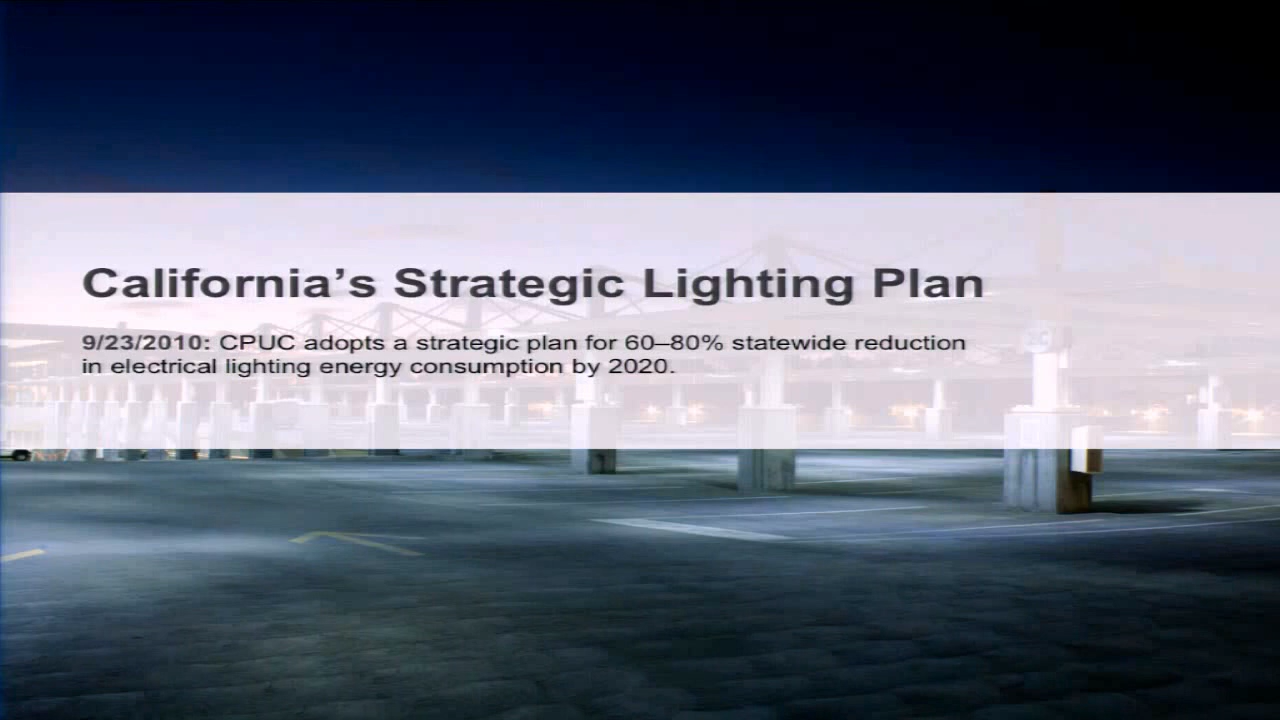 California's Strategic Lighting Plan
9/23/2010: CPUC adopts a strategic plan for 60–80% statewide reduction
in electrical lighting energy consumption by 2020.